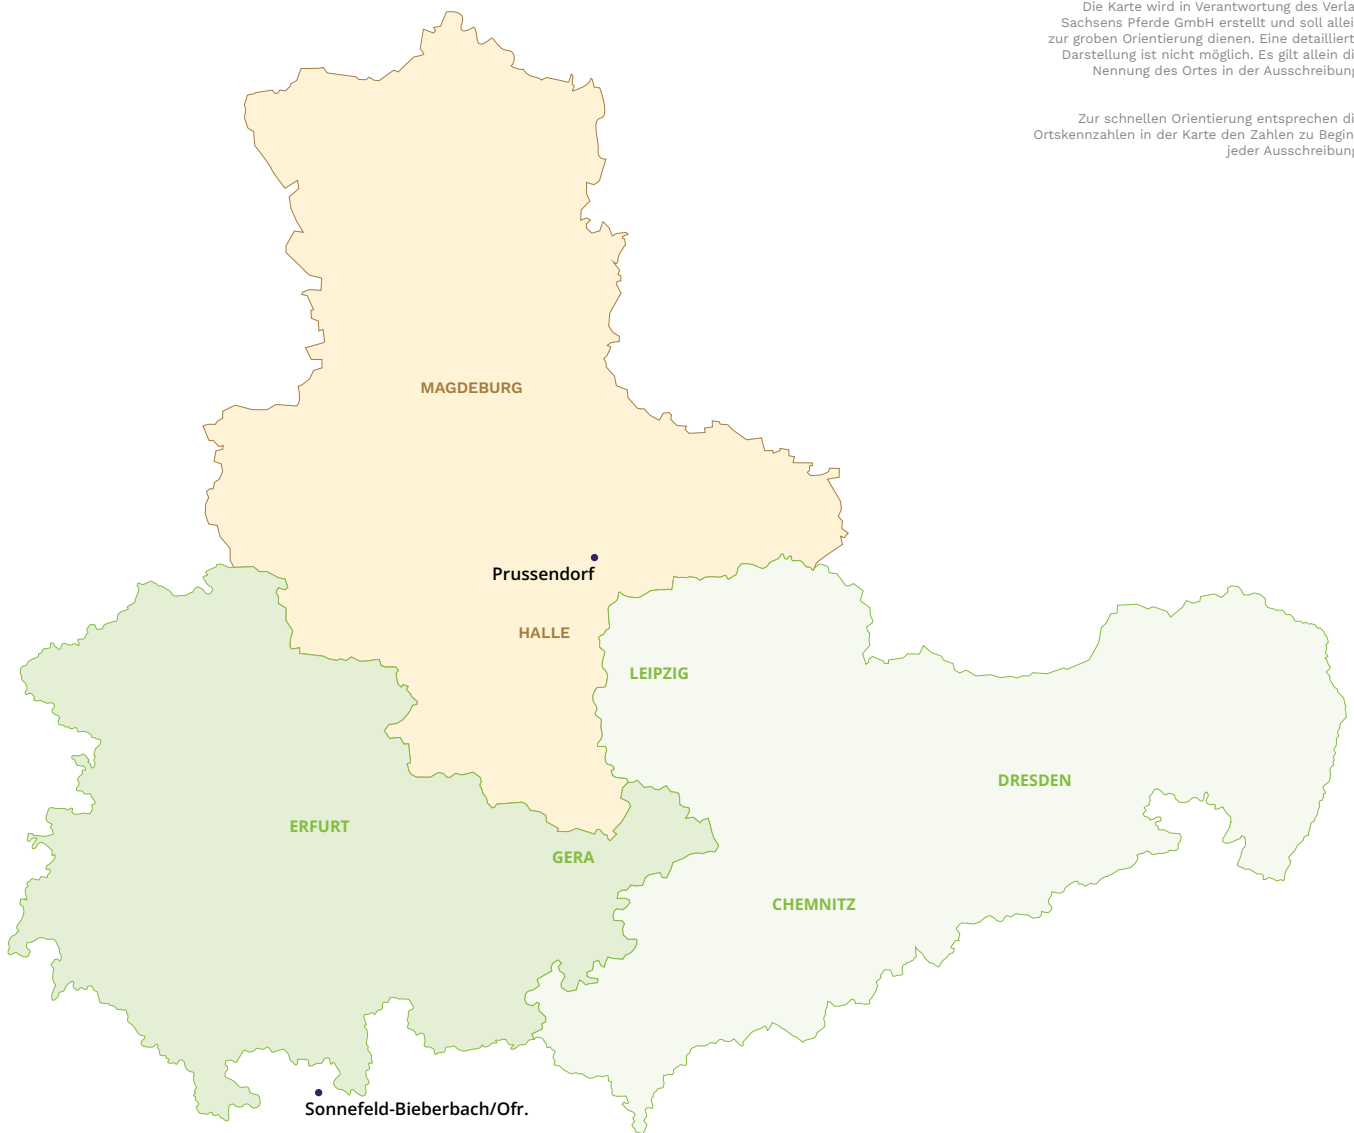 Die Karte wird in Verantwortung des Verla
Sachsens Pferde GmbH erstellt und soll allei
zur groben Orientierung dienen. Eine detailliert
Darstellung ist nicht möglich. Es gilt allein di
Nennung des Ortes in der Ausschreibung
Zur schnellen Orientierung entsprechen di
Ortskennzahlen in der Karte den Zahlen zu Begin
jeder Ausschreibung
MAGDEBURG
Prussendorf
HALLE
LEIPZIG
DRESDEN
ERFURT
GERA
CHEMNITZ
Sonnefeld-Bieberbach/Ofr.